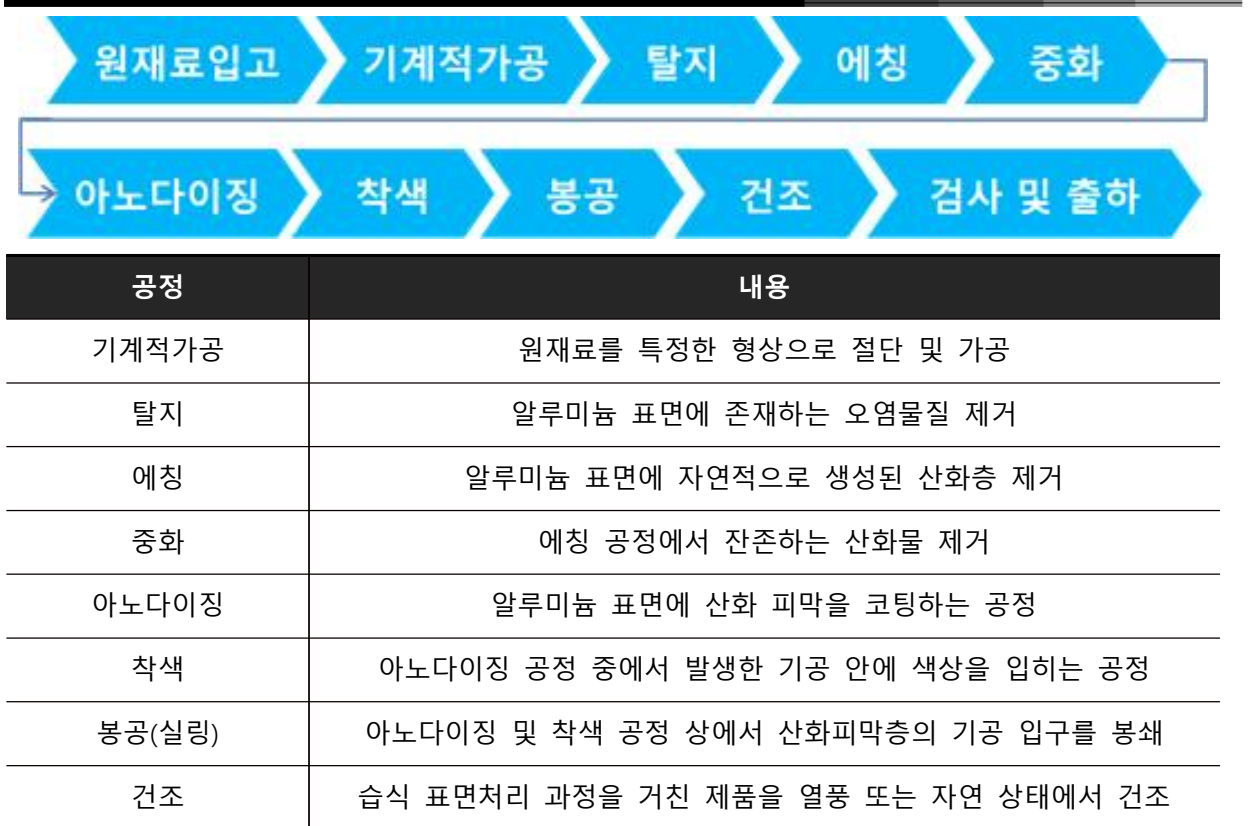 원재료입고 기계적가공 탈지 에칭 중화
아노다이징 착색 봉공 건조 검사 및 출하
공정 내용
기계적가공 원재료를 특정한 형상으로 절단 및 가공
탈지 알루미늄 표면에 존재하는 오염물질 제거
에칭 알루미늄 표면에 자연적으로 생성된 산화층 제거
중화 에칭 공정에서 잔존하는 산화물 제거
아노다이징 알루미늄 표면에 산화 피막을 코팅하는 공정
착색 아노다이징 공정 중에서 발생한 기공 안에 색상을 입히는 공정
봉공(실링) 아노다이징 및 착색 공정 상에서 산화피막층의 기공 입구를 봉쇄
건조 습식 표면처리 과정을 거친 제품을 열풍 또는 자연 상태에서 건조